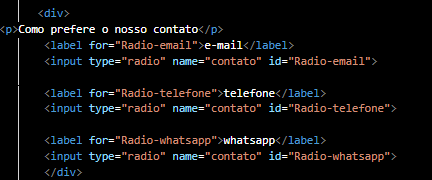 <div>
<p>Como prefere o nosso contato</p>
<label for="Radio-email">e-mail</label>
<input type="radio" name="contato" id="Radio-email">
<label for="Radio-telefone">telefone</label>
<input type="radio" name="contato" id="Radio-telefone">
<label for="Radio-whatsapp">whatsapp</label>
<input type="radio" name="contato" id="Radio-whatsapp">
</div>